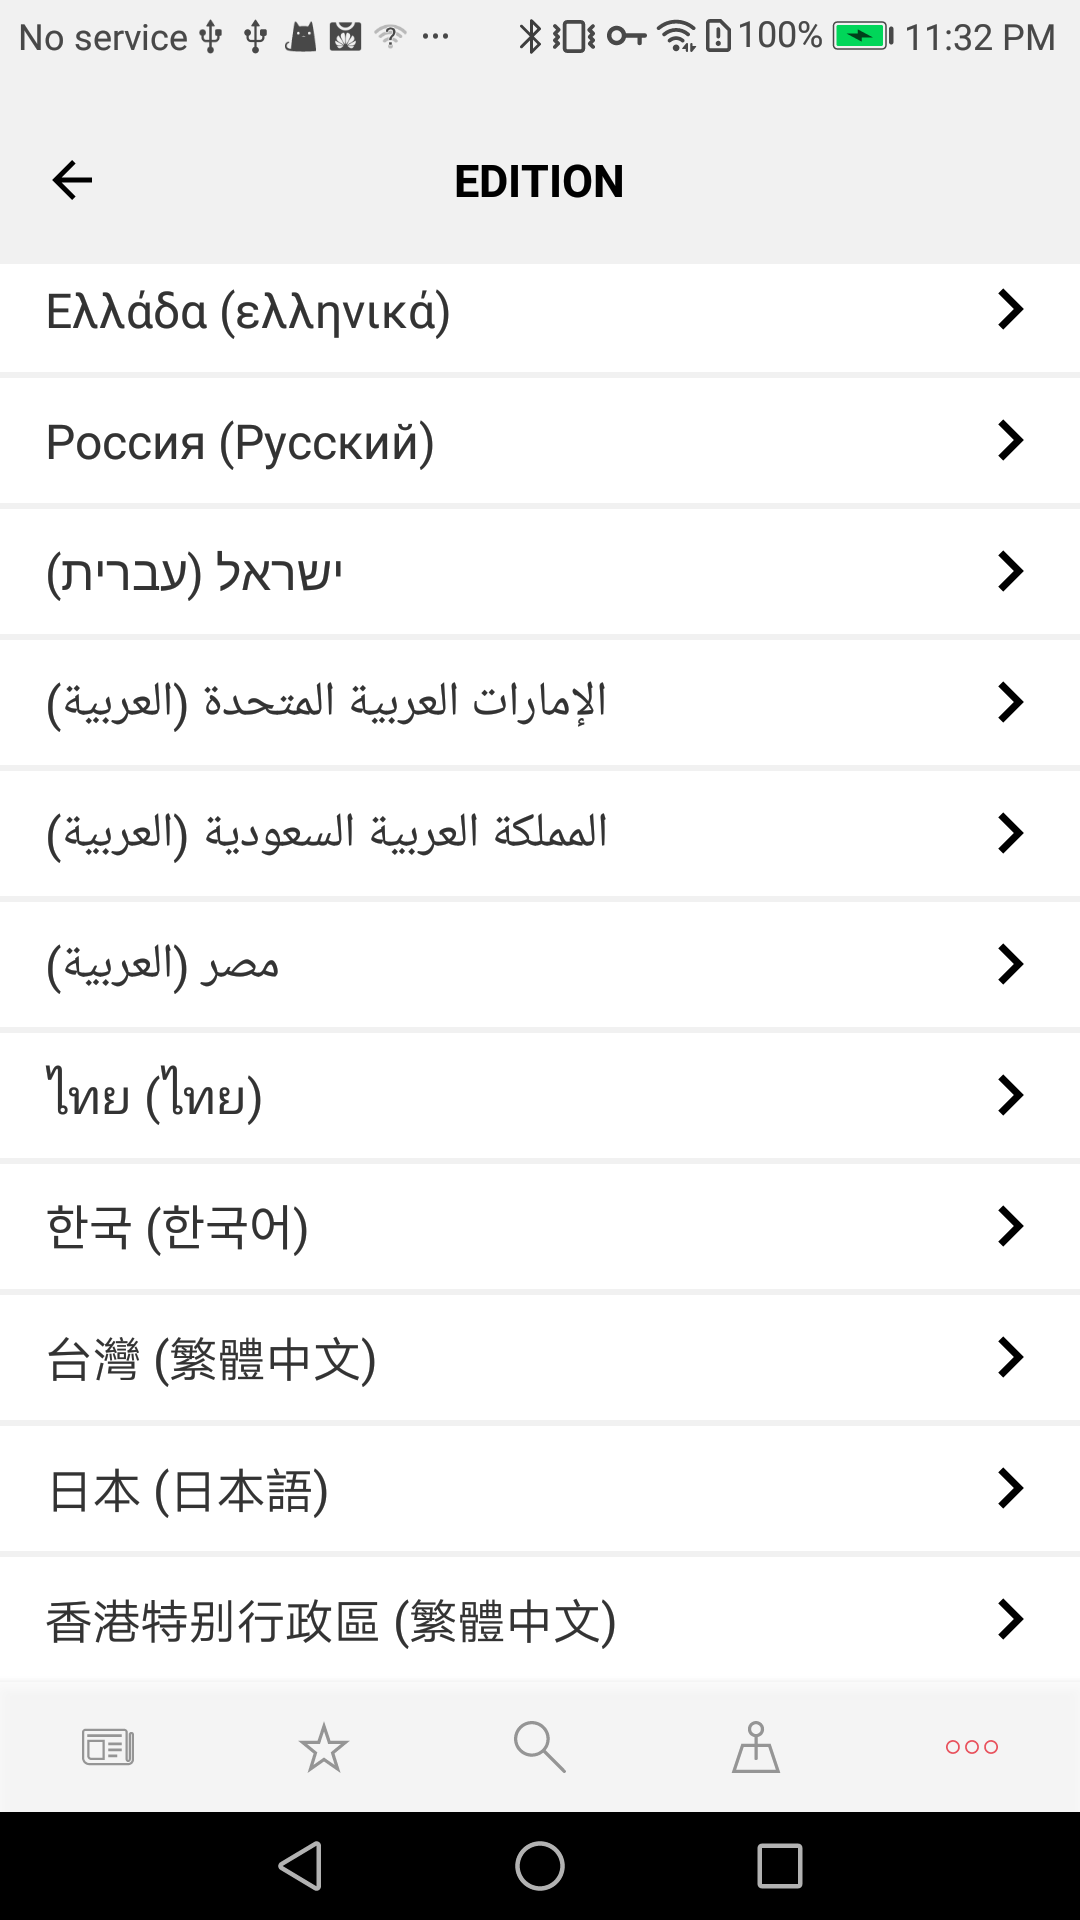 No service 100% 11:32 PM
EDITION
Ελλάδα (ελληνικά)
Россия (Русский)
ישראל (עברית)
الإمارات العربية المتحدة (العربية)
المملكة العربية السعودية (العربية)
مصر (العربية)
ไทย (ไทย)
한국 (한국어)
台灣 (繁體中文)
日本 (日本語)
香港特别行政區 (繁體中文)